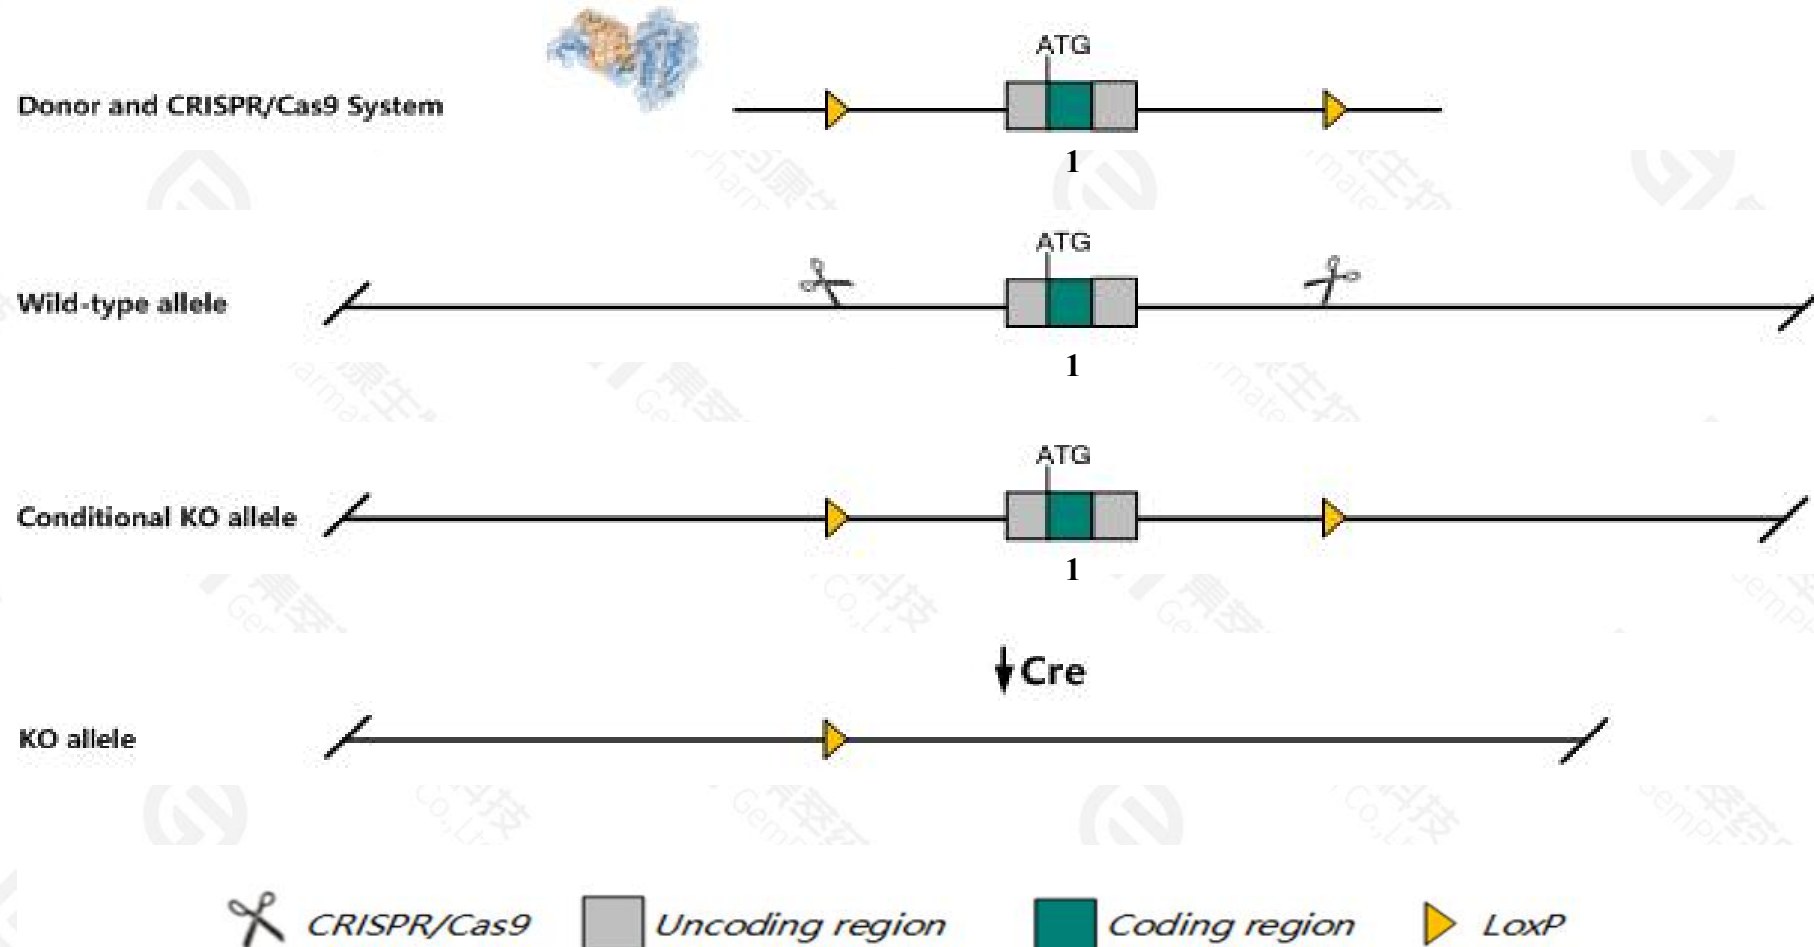 ATG
Donor and CRISPR/Cas9 System
1
ATG
Wild-type allele
1
ATG
Conditional KO allele
1
Cre
KO allele
CRISPR/Cas9
Uncoding region
Coding region
LoxP